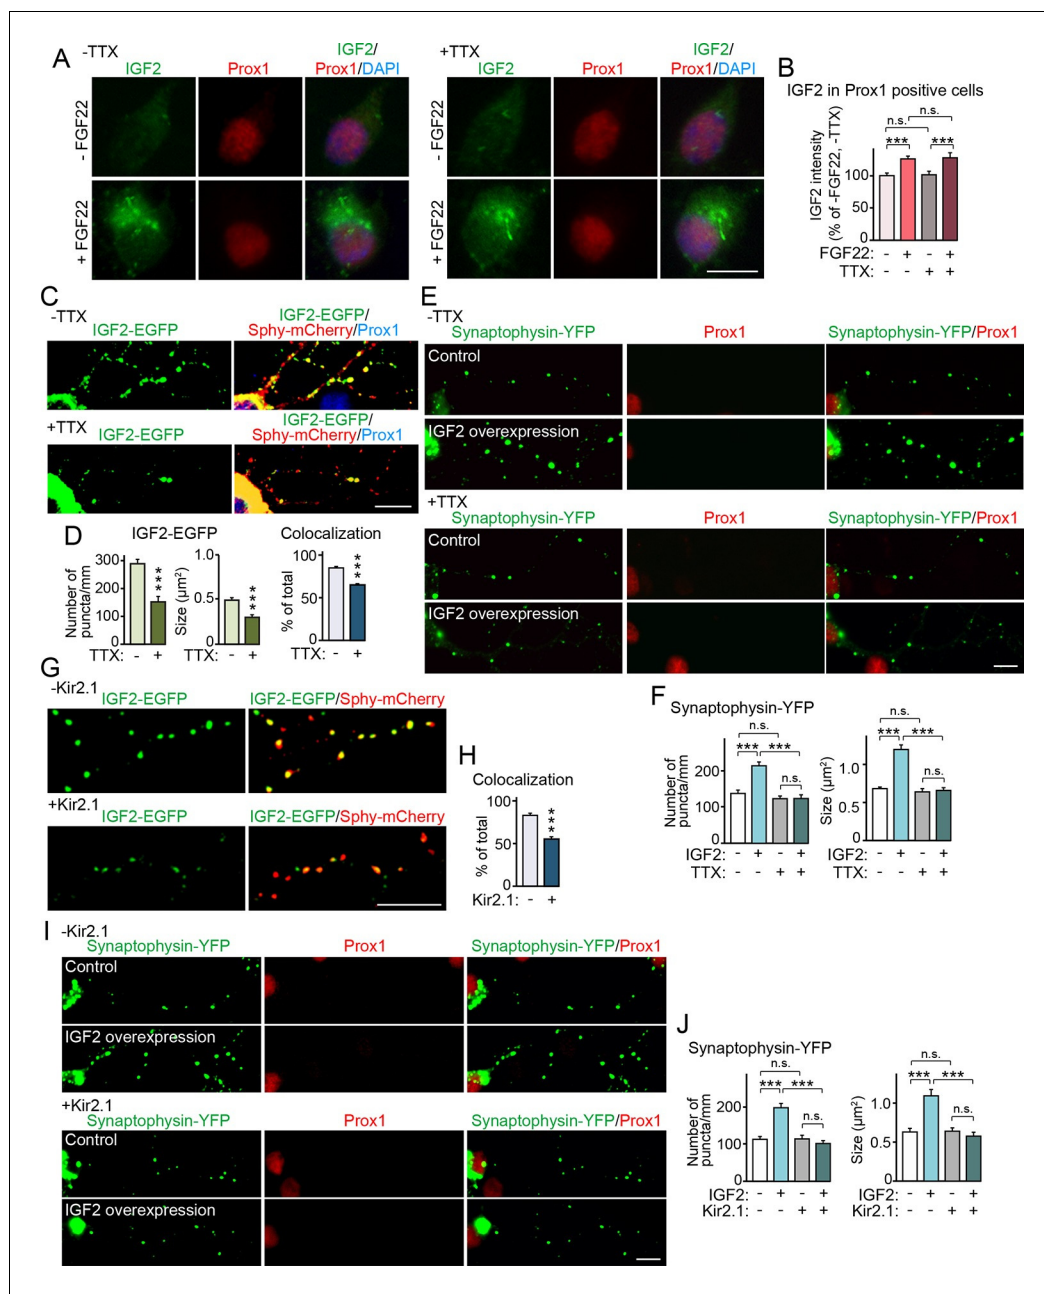 A
-TTX
IGF2
Prox1
IGF2/
Prox1/DAPI
- FGF22
+ FGF22
+TTX
IGF2
Prox1
IGF2/
Prox1/DAPI
- FGF22
+ FGF22
B
IGF2 in Prox1 positive cells
n.s.
n.s.
*** ***
IGF2 intensity
(% of -FGF22, -TTX)
100
50
0
FGF22: - + - +
TTX: - - + +
C
-TTX
IGF2-EGFP
IGF2-EGFP/
Sphy-mCherry/Prox1
+TTX
IGF2-EGFP
IGF2-EGFP/
Sphy-mCherry/Prox1
D
IGF2-EGFP
Number of
puncta/mm
300
200
100
0
***
TTX: - +
Size (µm²)
1.0
0.5
0
***
TTX: - +
Colocalization
% of total
100
50
0
***
TTX: - +
E
-TTX
Synaptophysin-YFP
Prox1
Synaptophysin-YFP/Prox1
Control
IGF2 overexpression
+TTX
Synaptophysin-YFP
Prox1
Synaptophysin-YFP/Prox1
Control
IGF2 overexpression
F
Synaptophysin-YFP
n.s.
*** ***
n.s.
Number of
puncta/mm
200
100
0
IGF2: - + - +
TTX: - - + +
n.s.
*** ***
n.s.
Size (µm²)
1.0
0.5
0
IGF2: - + - +
TTX: - - + +
G
-Kir2.1
IGF2-EGFP
IGF2-EGFP/Sphy-mCherry
+Kir2.1
IGF2-EGFP
IGF2-EGFP/Sphy-mCherry
H
Colocalization
% of total
100
50
0
***
Kir2.1: - +
I
-Kir2.1
Synaptophysin-YFP
Prox1
Synaptophysin-YFP/Prox1
Control
IGF2 overexpression
+Kir2.1
Synaptophysin-YFP
Prox1
Synaptophysin-YFP/Prox1
Control
IGF2 overexpression
J
Synaptophysin-YFP
n.s.
*** ***
n.s.
Number of
puncta/mm
200
100
0
IGF2: - + - +
Kir2.1: - - + +
n.s.
*** ***
n.s.
Size (µm²)
1.0
0.5
0
IGF2: - + - +
Kir2.1: - - + +